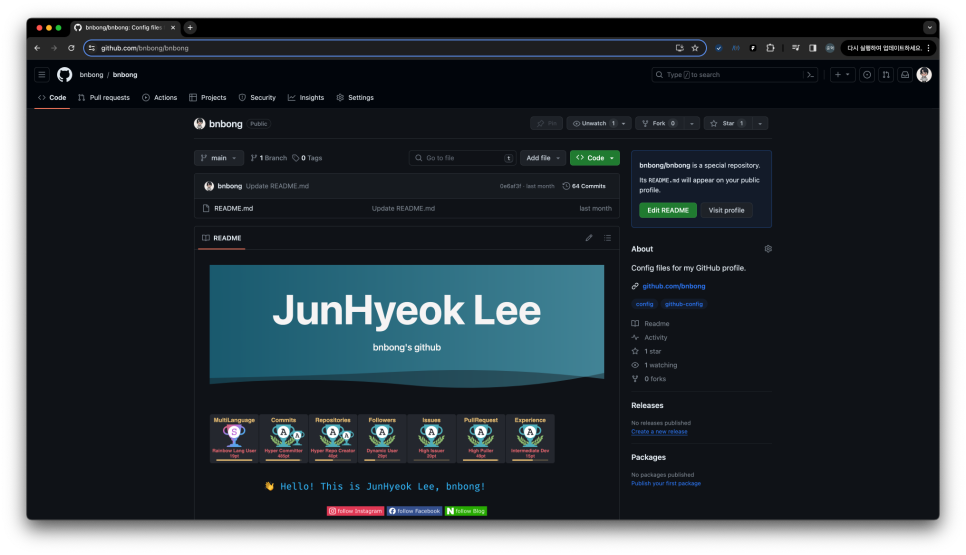 bnbong/bnbong: Config files
github.com/bnbong/bnbong
다시 실행하여 업데이트하세요.
bnbong / bnbong
Type / to search
Code Pull requests Actions Projects Security Insights Settings
bnbong Public
Pin Unwatch 1 Fork 0 Star 1
main 1 Branch 0 Tags Go to file t Add file Code
bnbong Update README.md 0e6af3f · last month 64 Commits
README.md Update README.md last month
README
JunHyeok Lee
bnbong's github
MultiLanguage Commits Repositories Followers Issues PullRequest Experience
S A A A A A A A A
Rainbow Lang User Hyper Committer Hyper Repo Creator Dynamic User High Issuer High Puller Intermediate Dev
👋 Hello! This is JunHyeok Lee, bnbong!
follow Instagram follow Facebook N follow Blog
bnbong/bnbong is a special repository.
Its README.md will appear on your public
profile.
Edit README Visit profile
About
Config files for my GitHub profile.
github.com/bnbong
config github-config
Readme
Activity
1 star
1 watching
0 forks
Releases
No releases published
Create a new release
Packages
No packages published
Publish your first package